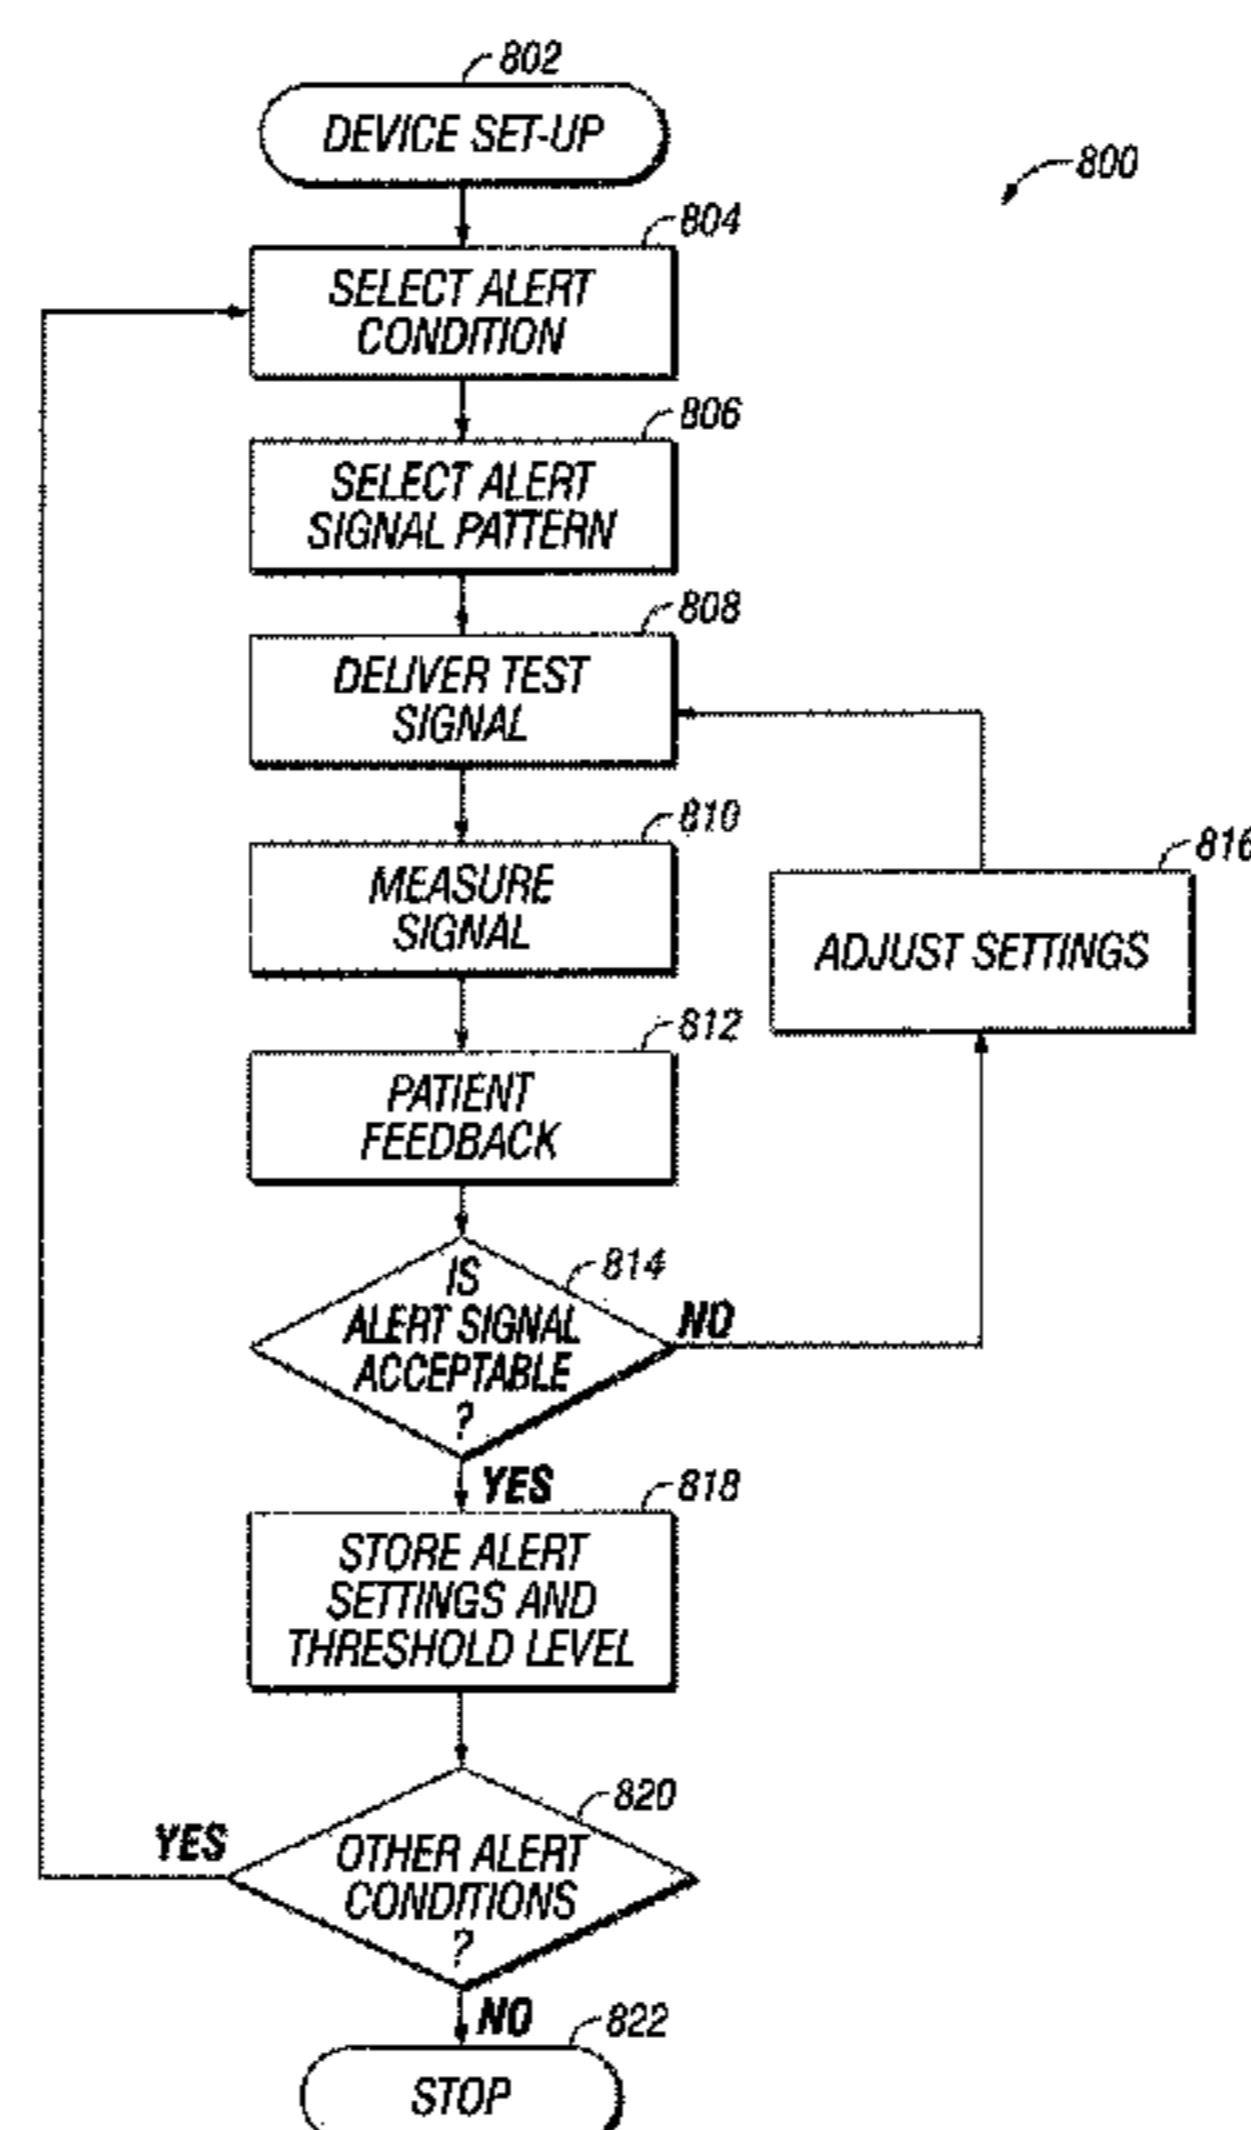 802
DEVICE SET-UP
800
804
SELECT ALERT
CONDITION
806
SELECT ALERT
SIGNAL PATTERN
808
DELIVER TEST
SIGNAL
810
MEASURE
SIGNAL
816
ADJUST SETTINGS
812
PATIENT
FEEDBACK
814
IS
ALERT SIGNAL
ACCEPTABLE
?
NO
YES
818
STORE ALERT
SETTINGS AND
THRESHOLD LEVEL
820
YES
OTHER ALERT
CONDITIONS
?
NO
822
STOP